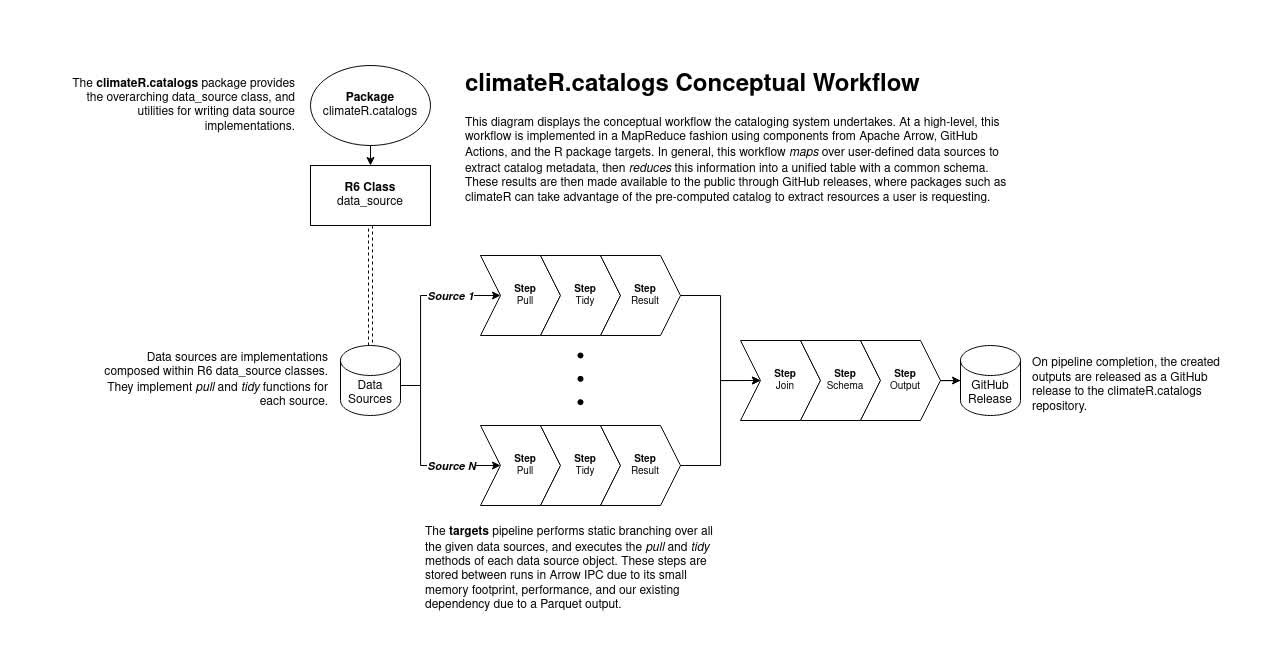 climateR.catalogs Conceptual Workflow
The climateR.catalogs package provides
the overarching data_source class, and
utilities for writing data source
implementations.
Package
climateR.catalogs
This diagram displays the conceptual workflow the cataloging system undertakes. At a high-level, this
workflow is implemented in a MapReduce fashion using components from Apache Arrow, GitHub
Actions, and the R package targets. In general, this workflow maps over user-defined data sources to
extract catalog metadata, then reduces this information into a unified table with a common schema.
These results are then made available to the public through GitHub releases, where packages such as
climateR can take advantage of the pre-computed catalog to extract resources a user is requesting.
R6 Class
data_source
Data sources are implementations
composed within R6 data_source classes.
They implement pull and tidy functions for
each source.
Data
Sources
Source 1
Step
Pull
Step
Tidy
Step
Result
Source N
Step
Pull
Step
Tidy
Step
Result
Step
Join
Step
Schema
Step
Output
GitHub
Release
On pipeline completion, the created
outputs are released as a GitHub
release to the climateR.catalogs
repository.
The targets pipeline performs static branching over all
the given data sources, and executes the pull and tidy
methods of each data source object. These steps are
stored between runs in Arrow IPC due to its small
memory footprint, performance, and our existing
dependency due to a Parquet output.